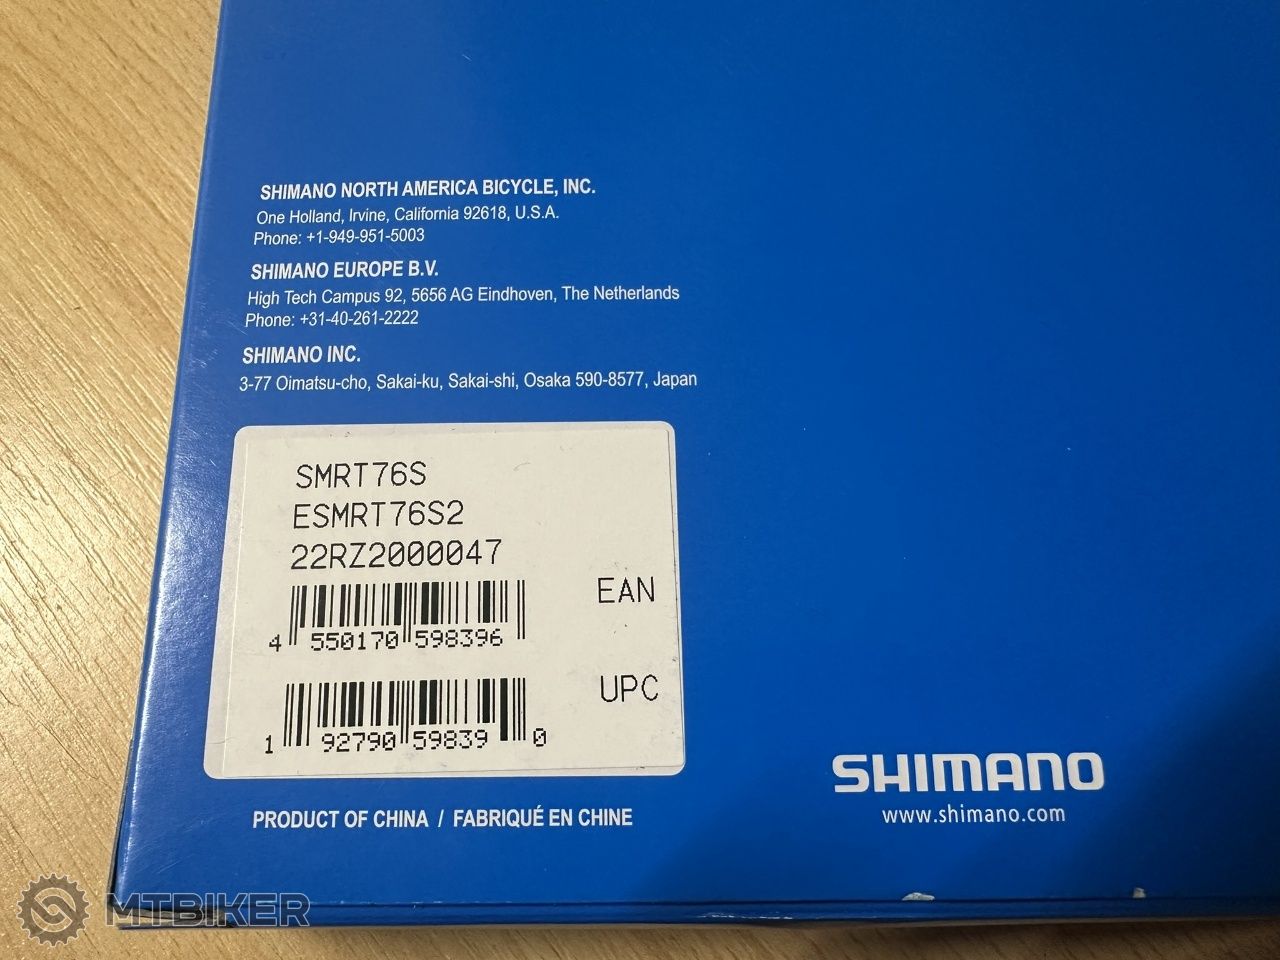 SHIMANO NORTH AMERICA BICYCLE, INC.
One Holland, Irvine, California 92618, U.S.A.
Phone: +1-949-951-5003
SHIMANO EUROPE B.V.
High Tech Campus 92, 5656 AG Eindhoven, The Netherlands
Phone: +31-40-261-2222
SHIMANO INC.
3-77 Oimatsu-cho, Sakai-ku, Sakai-shi, Osaka 590-8577, Japan
SMRT76S
ESMRT76S2
22RZ2000047
EAN
4 550170 598396
UPC
1 92790 59839 0
PRODUCT OF CHINA / FABRIQUÉ EN CHINE
SHIMANO
www.shimano.com
MTBIKER